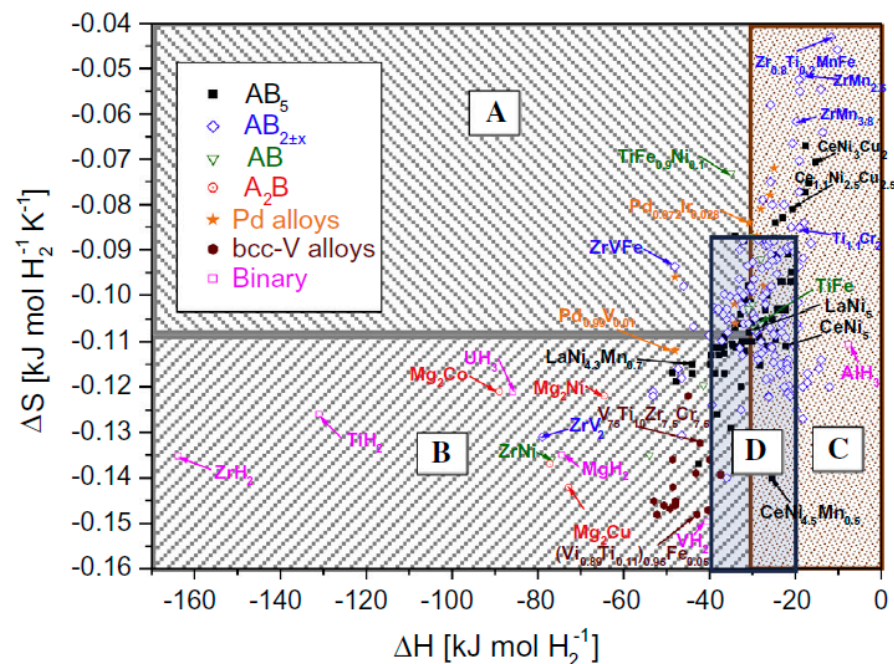 -0.04
-0.05
-0.06
-0.07
-0.08
-0.09
-0.10
-0.11
-0.12
-0.13
-0.14
-0.15
-0.16
ΔS [kJ mol H₂⁻¹ K⁻¹]
AB₅
AB₂±ₓ
AB
A₂B
Pd alloys
bcc-V alloys
Binary
A
Zr₀.₈Ti₀.₂MnFe
ZrMn₂.₅
ZrMn₃.₈
CeNi₃Cu₂
TiFe₀.₉Ni₀.₁
Ce₁.₁Ni₂.₅Cu₂.₅
Pd₀.₉₇₂Ir₀.₀₂₈
Ti₁.₁Cr₂
ZrVFe
TiFe
LaNi₅
Pd₀.₉₉V₀.₀₁
CeNi₅
LaNi₄.₃Mn₀.₇
UH₃
AlH₃
Mg₂Co
Mg₂Ni
V₇₅Ti₁₀Zr₇.₅Cr₇.₅
TiH₂
ZrV₂
B
D
C
ZrNi
MgH₂
ZrH₂
CeNi₄.₅Mn₀.₅
Mg₂Cu
VH₂
(Vi₀.₈₉Ti₀.₁₁)₀.₉₅Fe₀.₀₅
-160 -140 -120 -100 -80 -60 -40 -20 0
ΔH [kJ mol H₂⁻¹]